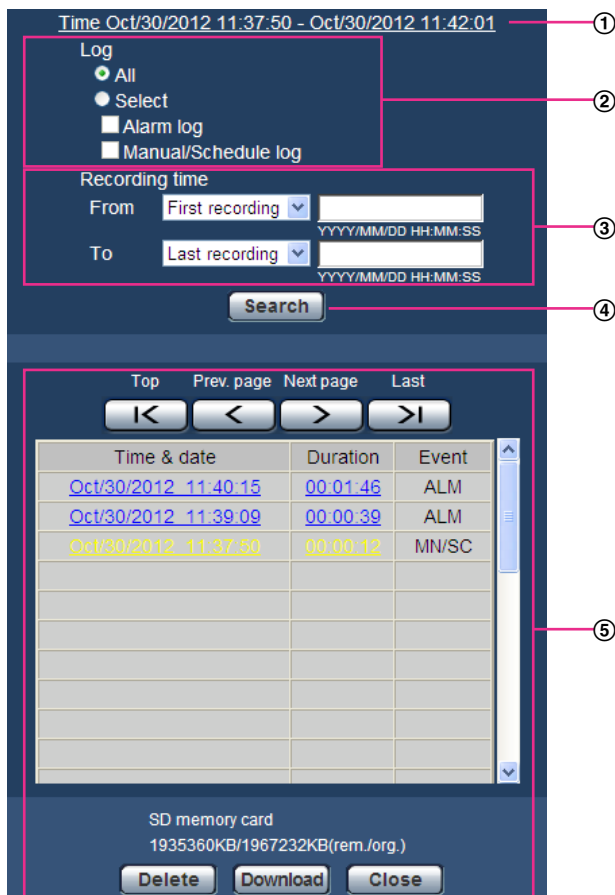 Time Oct/30/2012 11:37:50 - Oct/30/2012 11:42:01 ①
Log
All
Select ②
Alarm log
Manual/Schedule log
Recording time
From First recording
YYYY/MM/DD HH:MM:SS ③
To Last recording
YYYY/MM/DD HH:MM:SS
Search ④
Top Prev. page Next page Last
Time & date Duration Event
Oct/30/2012 11:40:15 00:01:46 ALM
Oct/30/2012 11:39:09 00:00:39 ALM
Oct/30/2012 11:37:50 00:00:12 MN/SC
⑤
SD memory card
1935360KB/1967232KB(rem./org.)
Delete Download Close